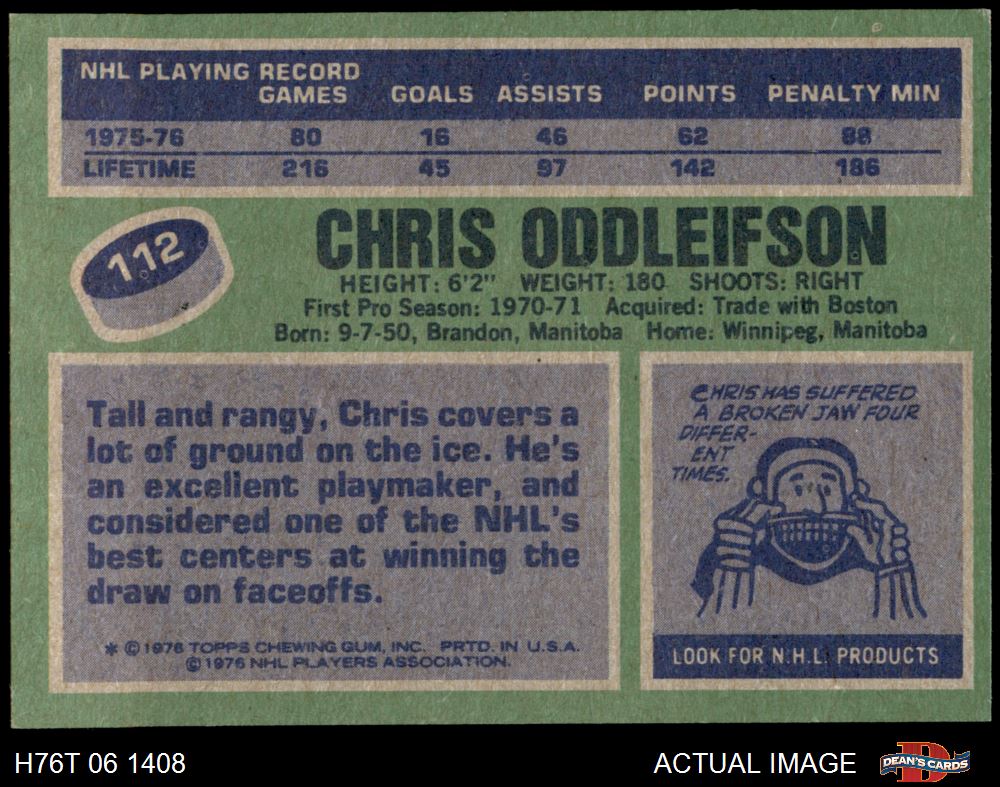 NHL PLAYING RECORD
GAMES GOALS ASSISTS POINTS PENALTY MIN
1975-76 80 16 46 62 88
LIFETIME 216 45 97 142 186
112
CHRIS ODDLEIFSON
HEIGHT: 6'2" WEIGHT: 180 SHOOTS: RIGHT
First Pro Season: 1970-71 Acquired: Trade with Boston
Born: 9-7-50, Brandon, Manitoba Home: Winnipeg, Manitoba
Tall and rangy, Chris covers a
lot of ground on the ice. He's
an excellent playmaker, and
considered one of the NHL's
best centers at winning the
draw on faceoffs.
* © 1976 TOPPS CHEWING GUM, INC. PRTD. IN U.S.A.
© 1976 NHL PLAYERS ASSOCIATION.
CHRIS HAS SUFFERED
A BROKEN JAW FOUR
DIFFER-
ENT
TIMES.
LOOK FOR N.H.L. PRODUCTS
H76T 06 1408
ACTUAL IMAGE
D
DEAN'S CARDS